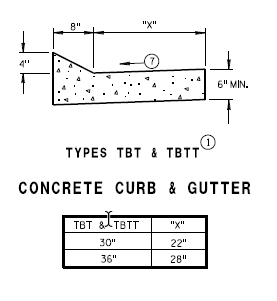 8" "X"
4" 7
6" MIN.
TYPES TBT & TBTT 1
CONCRETE CURB & GUTTER
TBT & TBTT "X"
30" 22"
36" 28"